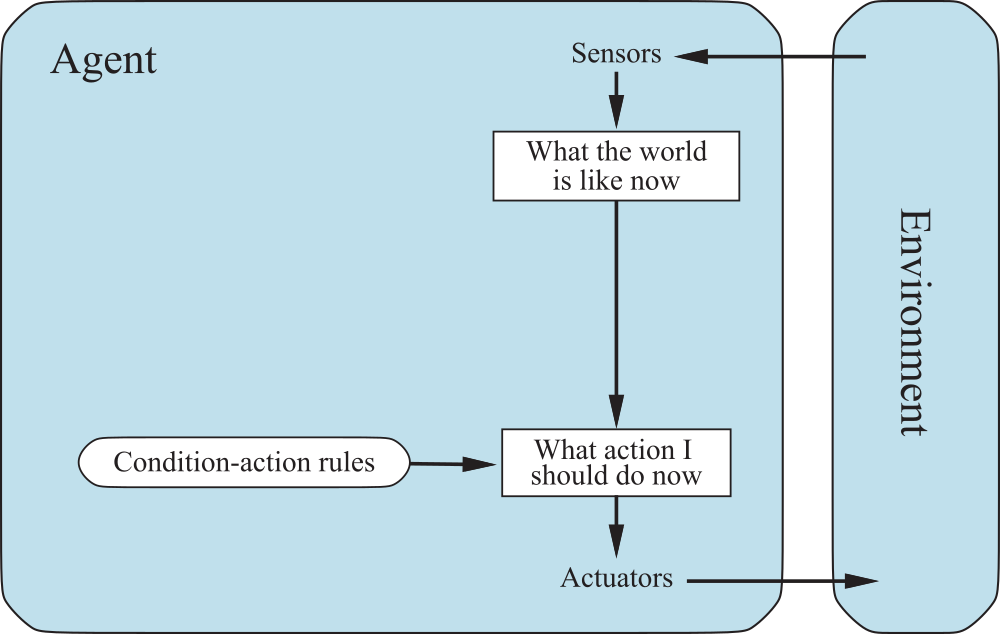 Agent
Sensors
What the world
is like now
Environment
Condition-action rules
What action I
should do now
Actuators